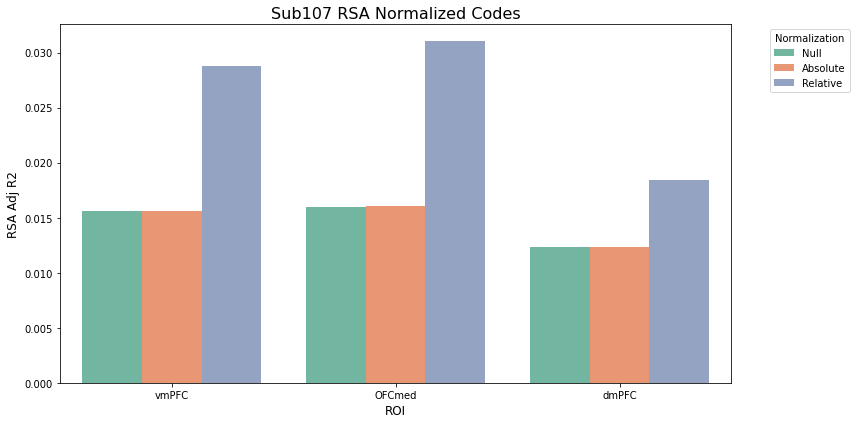 Sub107 RSA Normalized Codes
Normalization
Null
Absolute
Relative
RSA Adj R2
0.030
0.025
0.020
0.015
0.010
0.005
0.000
vmPFC OFCmed dmPFC
ROI